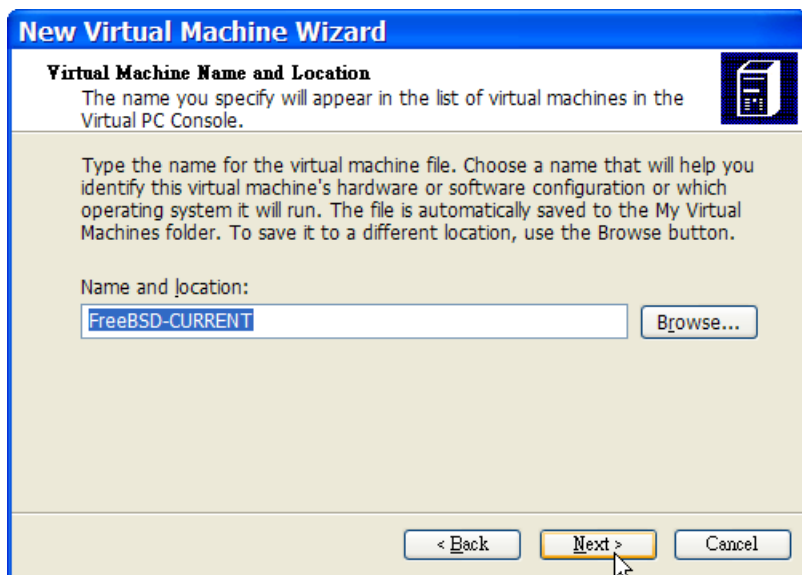 New Virtual Machine Wizard
Virtual Machine Name and Location
The name you specify will appear in the list of virtual machines in the
Virtual PC Console.
Type the name for the virtual machine file. Choose a name that will help you
identify this virtual machine's hardware or software configuration or which
operating system it will run. The file is automatically saved to the My Virtual
Machines folder. To save it to a different location, use the Browse button.
Name and location:
FreeBSD-CURRENT
Browse...
< Back
Next >
Cancel